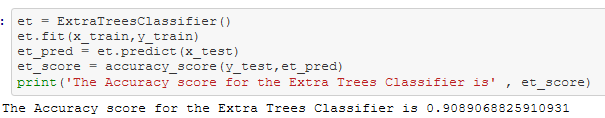 : et = ExtraTreesClassifier()
et.fit(x_train,y_train)
et_pred = et.predict(x_test)
et_score = accuracy_score(y_test,et_pred)
print('The Accuracy score for the Extra Trees Classifier is' , et_score)
The Accuracy score for the Extra Trees Classifier is 0.9089068825910931